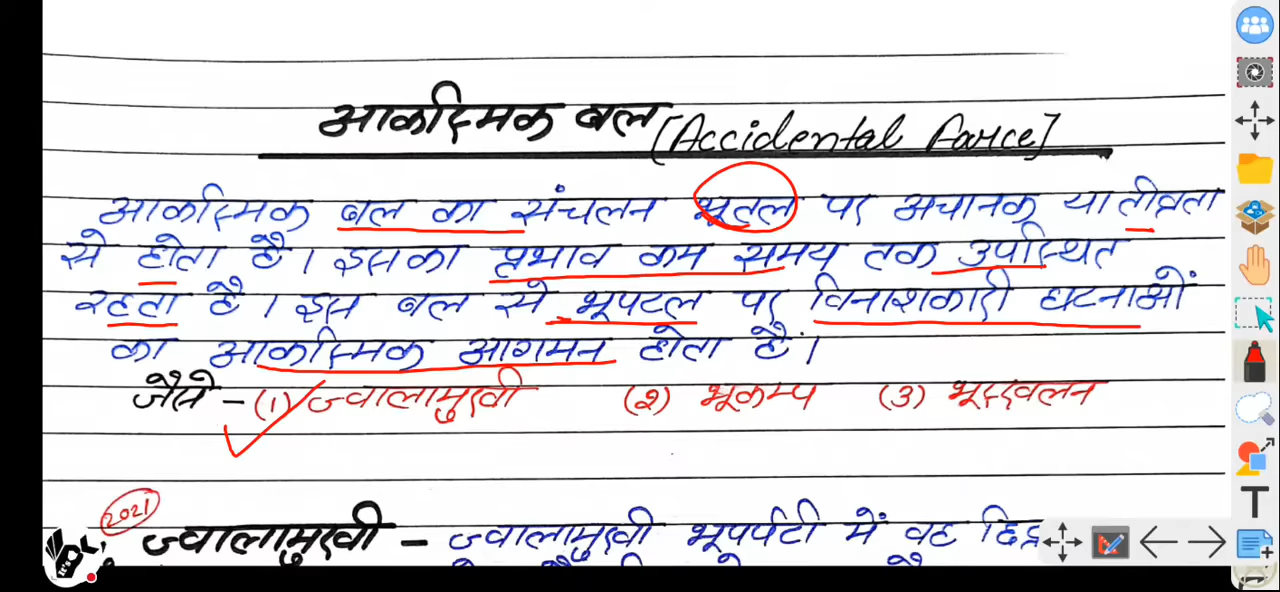 आकस्मिक बल [Accidental Farce]
आकस्मिक बल का संचलन भूतल पर अचानक या तीव्रता
से होता है। इसका प्रभाव कम समय तक उपस्थित
रहता है। इस बल से भूपटल पर विनाशकारी घटनाओं
का आकस्मिक आगमन होता है।
जैसे - (1) ज्वालामुखी (2) भूकम्प (3) भूस्खलन
2021
ज्वालामुखी - ज्वालामुखी भूपर्पटी में वह छिद्र
T